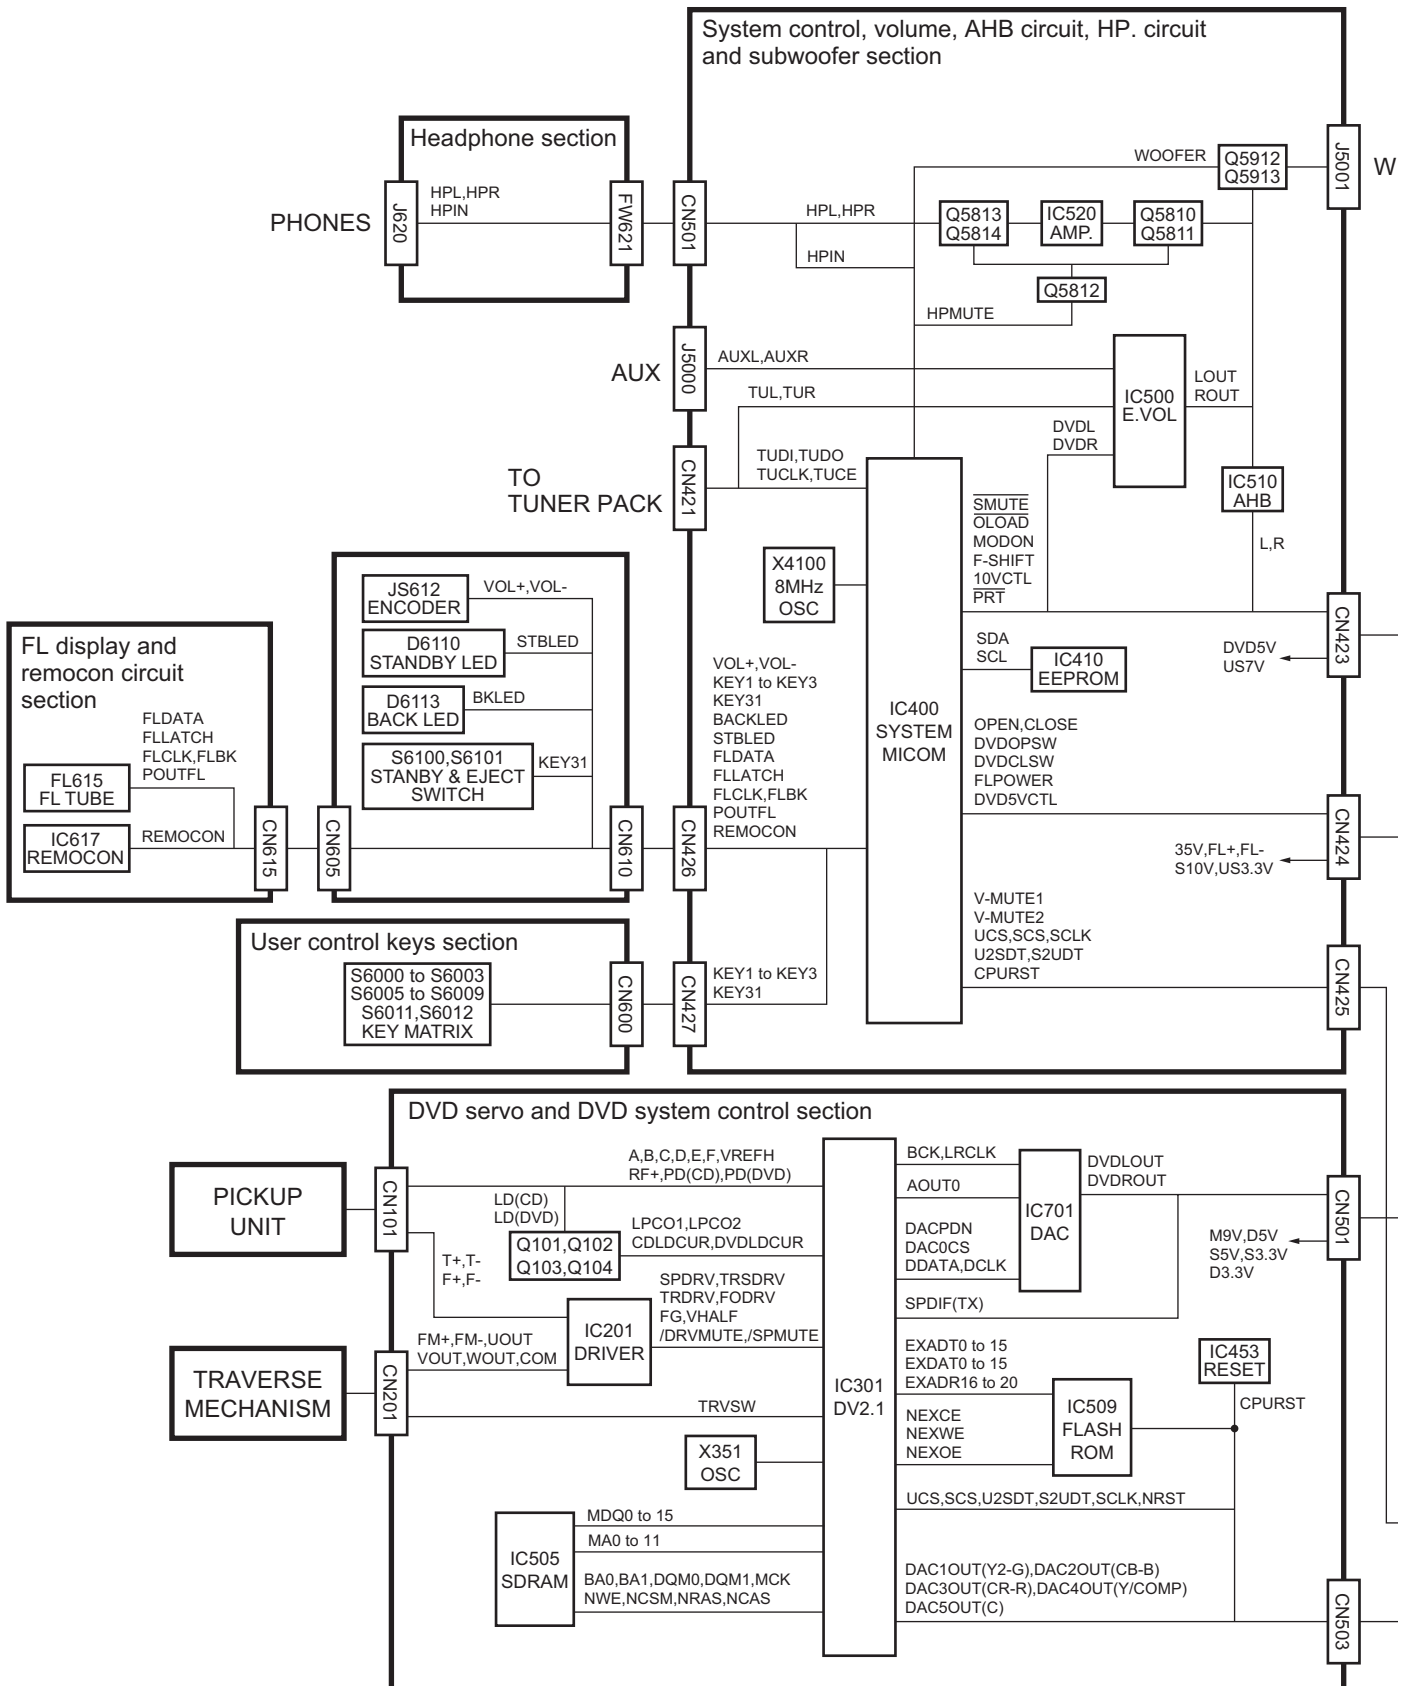 System control, volume, AHB circuit, HP. circuit
and subwoofer section
Headphone section
PHONES
J620
HPL,HPR
HPIN
FW621
CN501
HPL,HPR
HPIN
Q5813
Q5814
IC520
AMP.
Q5810
Q5811
Q5812
HPMUTE
WOOFER
Q5912
Q5913
J5001
W
AUX
J5000
AUXL,AUXR
TUL,TUR
IC500
E.VOL
LOUT
ROUT
DVDL
DVDR
TO
TUNER PACK
CN421
TUDI,TUDO
TUCLK,TUCE
IC510
AHB
L,R
X4100
8MHz
OSC
SMUTE
OLOAD
MODON
F-SHIFT
10VCTL
PRT
CN423
DVD5V
US7V
SDA
SCL
IC410
EEPROM
IC400
SYSTEM
MICOM
OPEN,CLOSE
DVDOPSW
DVDCLSW
FLPOWER
DVD5VCTL
CN424
35V,FL+,FL-
S10V,US3.3V
V-MUTE1
V-MUTE2
UCS,SCS,SCLK
U2SDT,S2UDT
CPURST
CN425
JS612
ENCODER
VOL+,VOL-
D6110
STANDBY LED
STBLED
D6113
BACK LED
BKLED
S6100,S6101
STANBY & EJECT
SWITCH
KEY31
FL display and
remocon circuit
section
FLDATA
FLLATCH
FLCLK,FLBK
POUTFL
FL615
FL TUBE
IC617
REMOCON
REMOCON
CN615
CN605
CN610
CN426
VOL+,VOL-
KEY1 to KEY3
KEY31
BACKLED
STBLED
FLDATA
FLLATCH
FLCLK,FLBK
POUTFL
REMOCON
User control keys section
S6000 to S6003
S6005 to S6009
S6011,S6012
KEY MATRIX
CN600
CN427
KEY1 to KEY3
KEY31
DVD servo and DVD system control section
PICKUP
UNIT
CN101
A,B,C,D,E,F,VREFH
RF+,PD(CD),PD(DVD)
LD(CD)
LD(DVD)
Q101,Q102
Q103,Q104
LPCO1,LPCO2
CDLDCUR,DVDLDCUR
T+,T-
F+,F-
SPDRV,TRSDRV
TRDRV,FODRV
FG,VHALF
/DRVMUTE,/SPMUTE
IC201
DRIVER
FM+,FM-,UOUT
VOUT,WOUT,COM
TRAVERSE
MECHANISM
CN201
TRVSW
X351
OSC
IC301
DV2.1
BCK,LRCLK
AOUT0
DACPDN
DAC0CS
DDATA,DCLK
SPDIF(TX)
IC701
DAC
DVDLOUT
DVDROUT
CN501
M9V,D5V
S5V,S3.3V
D3.3V
EXADT0 to 15
EXDAT0 to 15
EXADR16 to 20
NEXCE
NEXWE
NEXOE
IC509
FLASH
ROM
IC453
RESET
CPURST
UCS,SCS,U2SDT,S2UDT,SCLK,NRST
IC505
SDRAM
MDQ0 to 15
MA0 to 11
BA0,BA1,DQM0,DQM1,MCK
NWE,NCSM,NRAS,NCAS
DAC1OUT(Y2-G),DAC2OUT(CB-B)
DAC3OUT(CR-R),DAC4OUT(Y/COMP)
DAC5OUT(C)
CN503